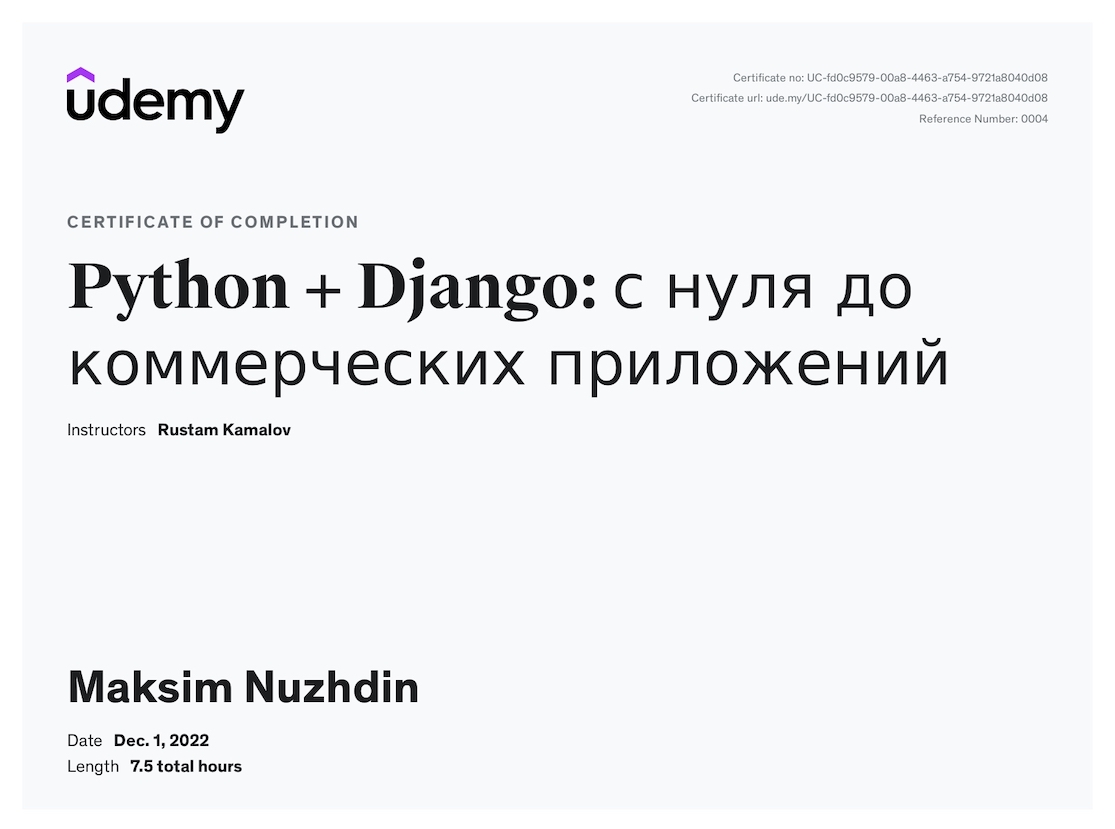 udemy
Certificate no: UC-fd0c9579-00a8-4463-a754-9721a8040d08
Certificate url: ude.my/UC-fd0c9579-00a8-4463-a754-9721a8040d08
Reference Number: 0004
CERTIFICATE OF COMPLETION
Python + Django: с нуля до
коммерческих приложений
Instructors Rustam Kamalov
Maksim Nuzhdin
Date Dec. 1, 2022
Length 7.5 total hours